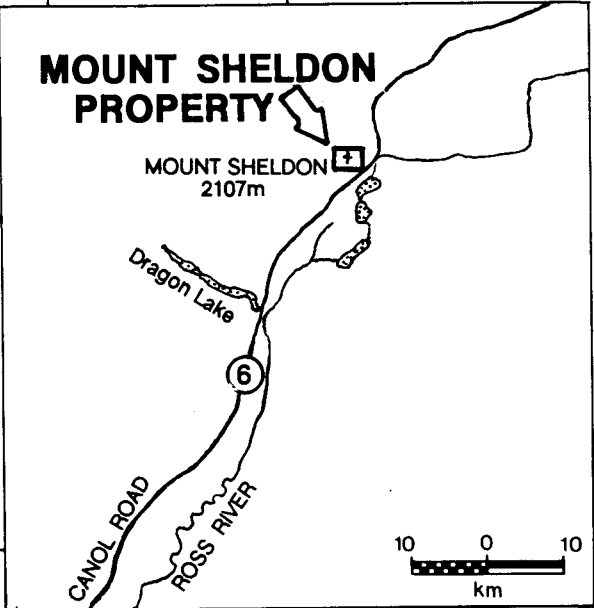 MOUNT SHELDON
PROPERTY
MOUNT SHELDON
2107m
Dragon Lake
6
CANOL ROAD
ROSS RIVER
10 0 10
km